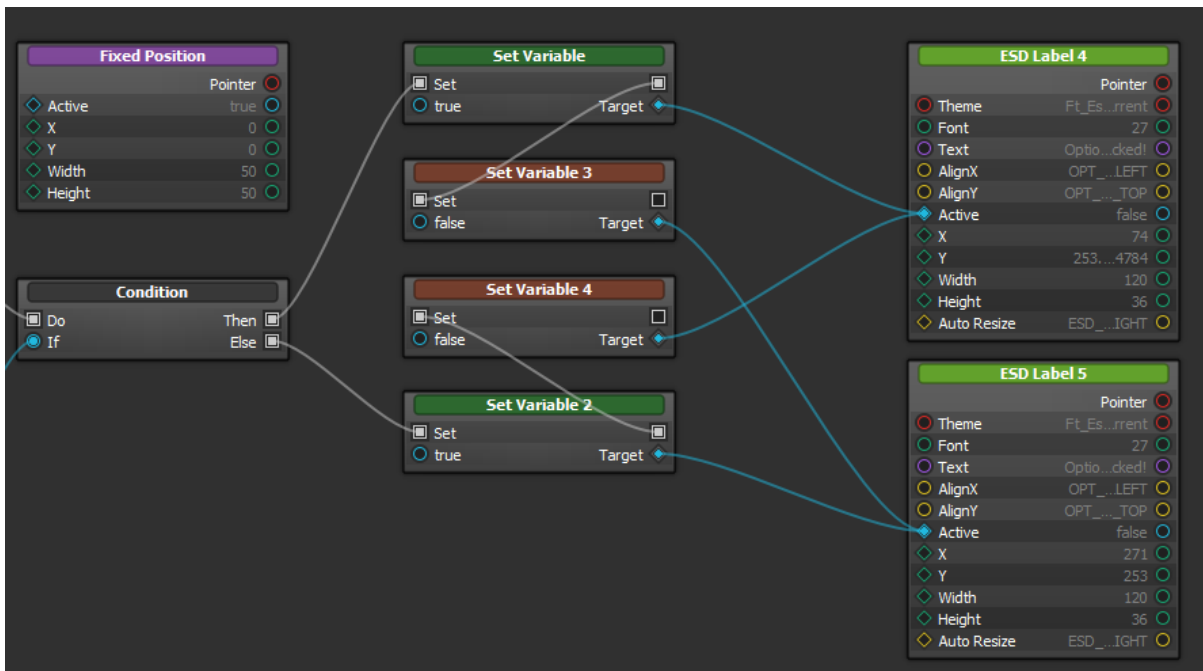 Fixed Position
Pointer
Active true
X 0
Y 0
Width 50
Height 50
Condition
Do Then
If Else
Set Variable
Set
true Target
Set Variable 3
Set
false Target
Set Variable 4
Set
false Target
Set Variable 2
Set
true Target
ESD Label 4
Pointer
Theme Ft_Es...rrent
Font 27
Text Optio...cked!
AlignX OPT_...LEFT
AlignY OPT_..._TOP
Active false
X 74
Y 253....4784
Width 120
Height 36
Auto Resize ESD_...IGHT
ESD Label 5
Pointer
Theme Ft_Es...rrent
Font 27
Text Optio...cked!
AlignX OPT_...LEFT
AlignY OPT_..._TOP
Active false
X 271
Y 253
Width 120
Height 36
Auto Resize ESD_...IGHT